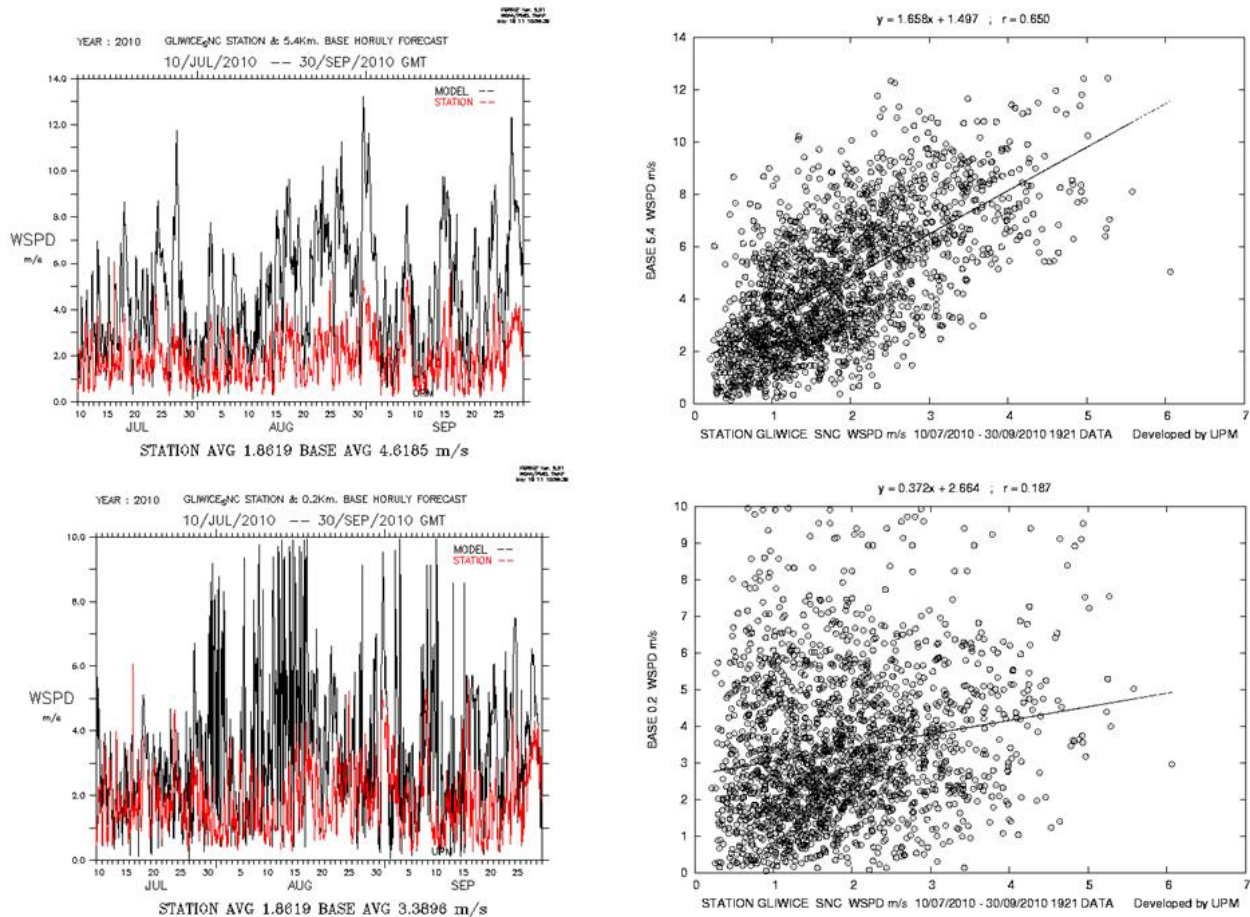 YEAR : 2010 GLIWICE$NC STATION & 5.4Km. BASE HORULY FORECAST
10/JUL/2010 -- 30/SEP/2010 GMT
14.0
12.0
10.0
8.0
6.0
4.0
2.0
0.0
WSPD
m/s
MODEL --
STATION --
10 15 20 25 30 5 10 15 20 25 30 5 10 15 20 25
JUL AUG SEP
STATION AVG 1.8619 BASE AVG 4.6185 m/s
y = 1.658x + 1.497 ; r = 0.650
BASE 5.4 WSPD m/s
14
12
10
8
6
4
2
0
0 1 2 3 4 5 6 7
STATION GLIWICE SNC WSPD m/s 10/07/2010 - 30/09/2010 1921 DATA Developed by UPM
YEAR : 2010 GLIWICE$NC STATION & 0.2Km. BASE HORULY FORECAST
10/JUL/2010 -- 30/SEP/2010 GMT
10.0
8.0
6.0
4.0
2.0
0.0
WSPD
m/s
MODEL --
STATION --
UPM
10 15 20 25 30 5 10 15 20 25 30 5 10 15 20 25
JUL AUG SEP
STATION AVG 1.8619 BASE AVG 3.3896 m/s
y = 0.372x + 2.664 ; r = 0.187
BASE 0.2 WSPD m/s
10
9
8
7
6
5
4
3
2
1
0
0 1 2 3 4 5 6 7
STATION GLIWICE SNC WSPD m/s 10/07/2010 - 30/09/2010 1921 DATA Developed by UPM